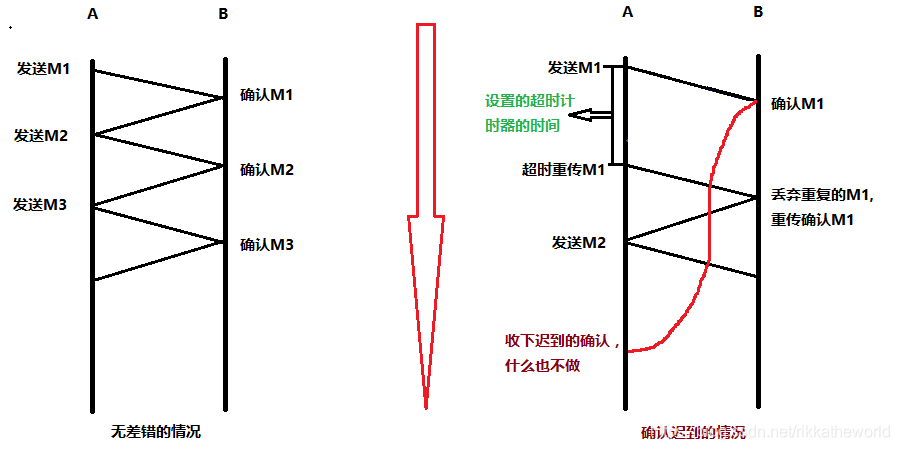 A
B
发送M1
确认M1
发送M2
确认M2
发送M3
确认M3
无差错的情况
A
B
发送M1
确认M1
设置的超时计
时器的时间
超时重传M1
丢弃重复的M1,
重传确认M1
发送M2
收下迟到的确认，
什么也不做
确认迟到的情况
dn.net/rikkatheworld